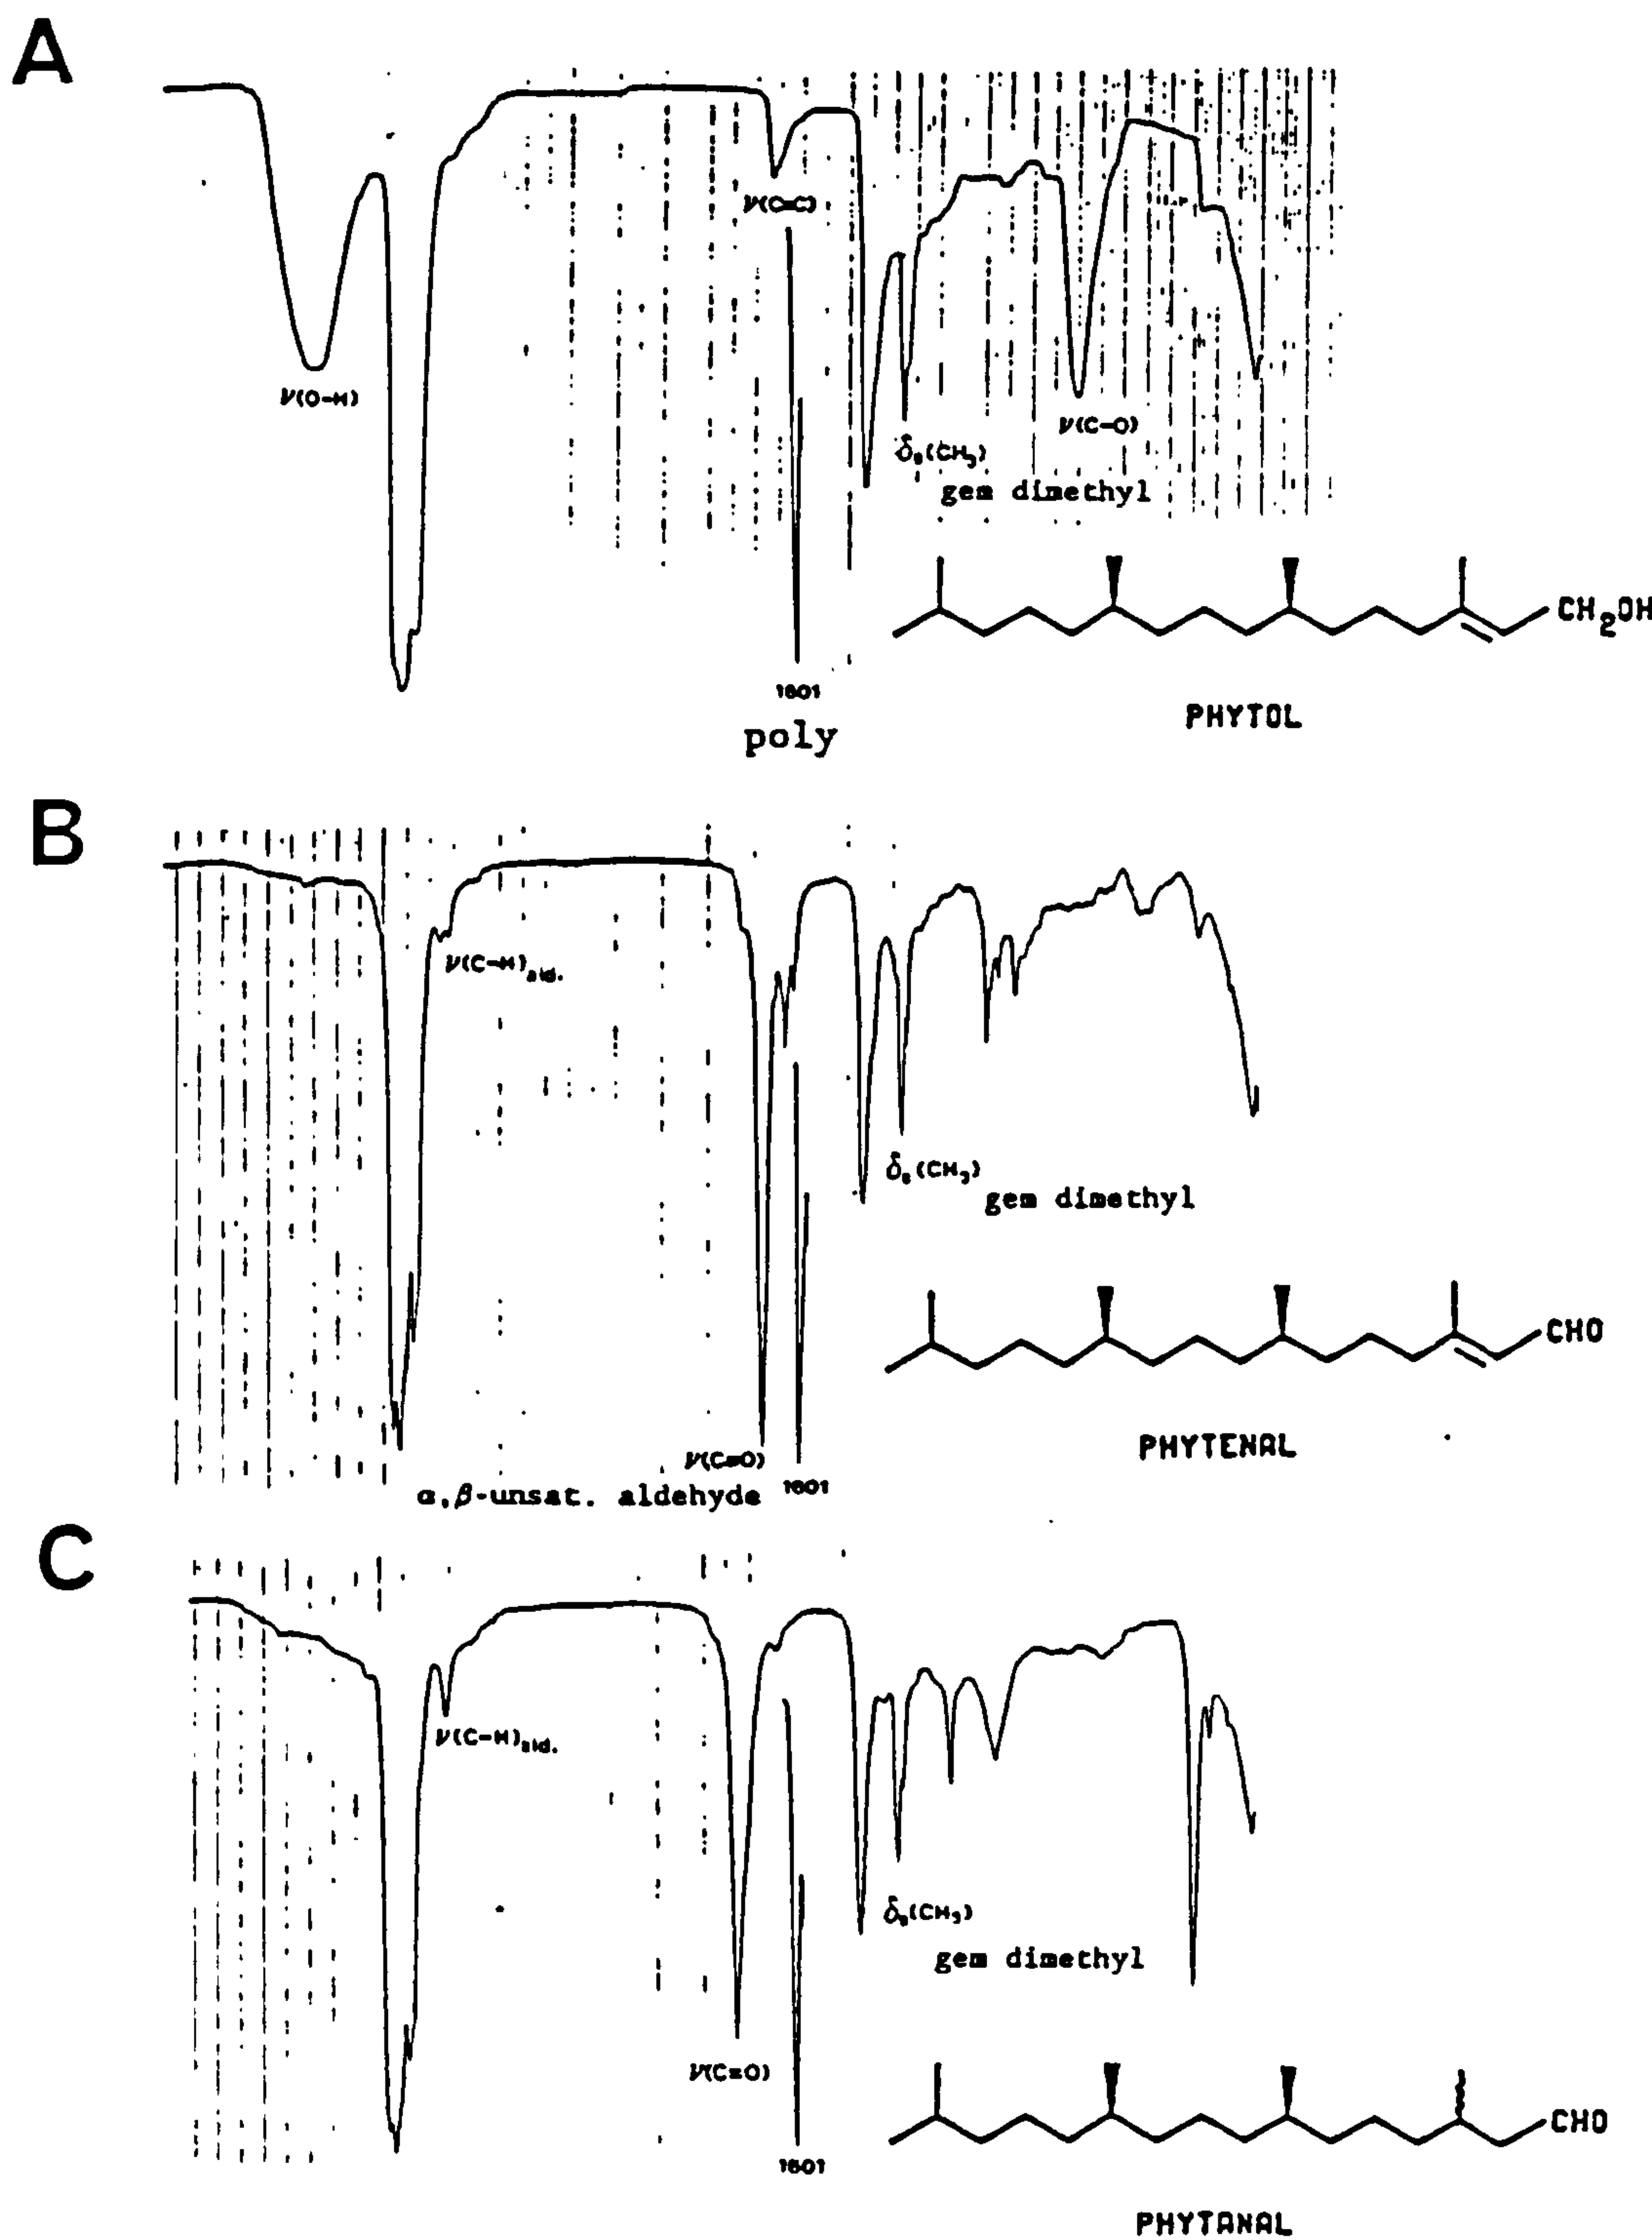 A
ν(C=C)
ν(O-H)
ν(C-O)
δs(CH3)
gem dimethyl
CH2OH
1601
PHYTOL
poly
B
ν(C-H)ald.
δs(CH3)
gem dimethyl
CHO
PHYTENAL
ν(C=O)
α,β-unsat. aldehyde
1601
C
ν(C-H)ald.
δs(CH3)
gem dimethyl
ν(C=O)
CHO
1601
PHYTANAL